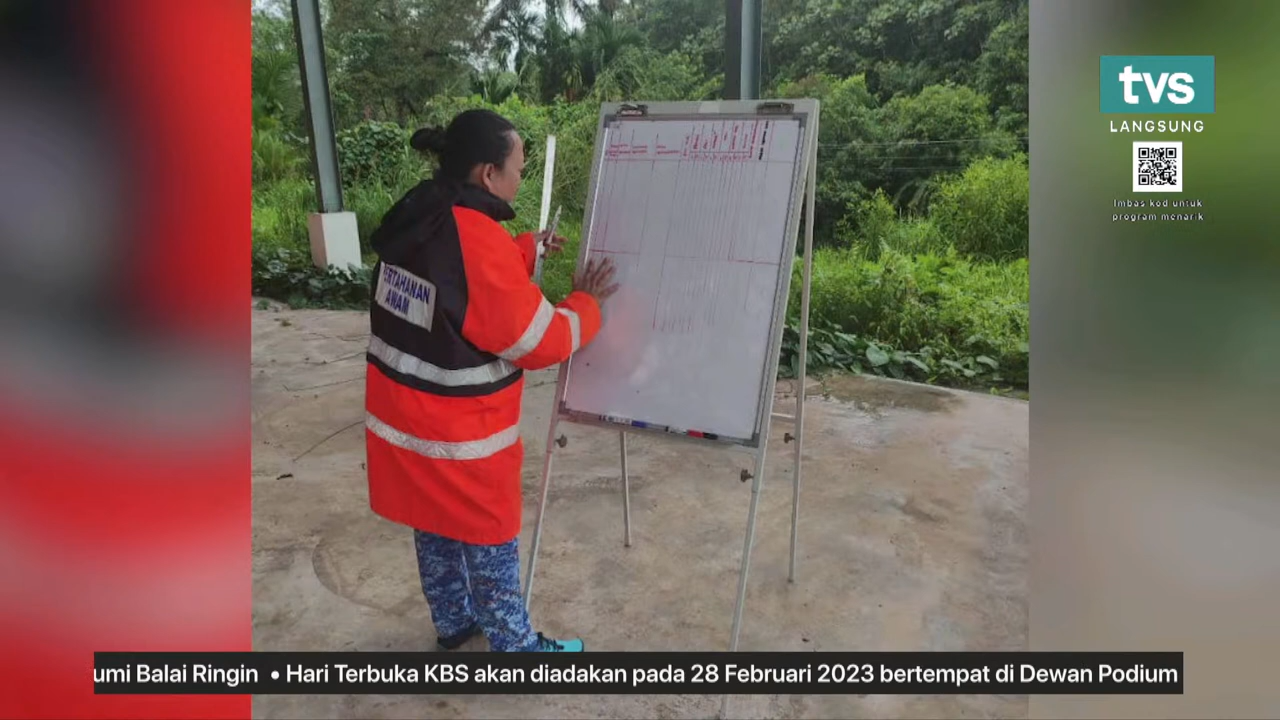 tvs
LANGSUNG
Imbas kod untuk
program menarik
PERTAHANAN
AWAM
umi Balai Ringin • Hari Terbuka KBS akan diadakan pada 28 Februari 2023 bertempat di Dewan Podium